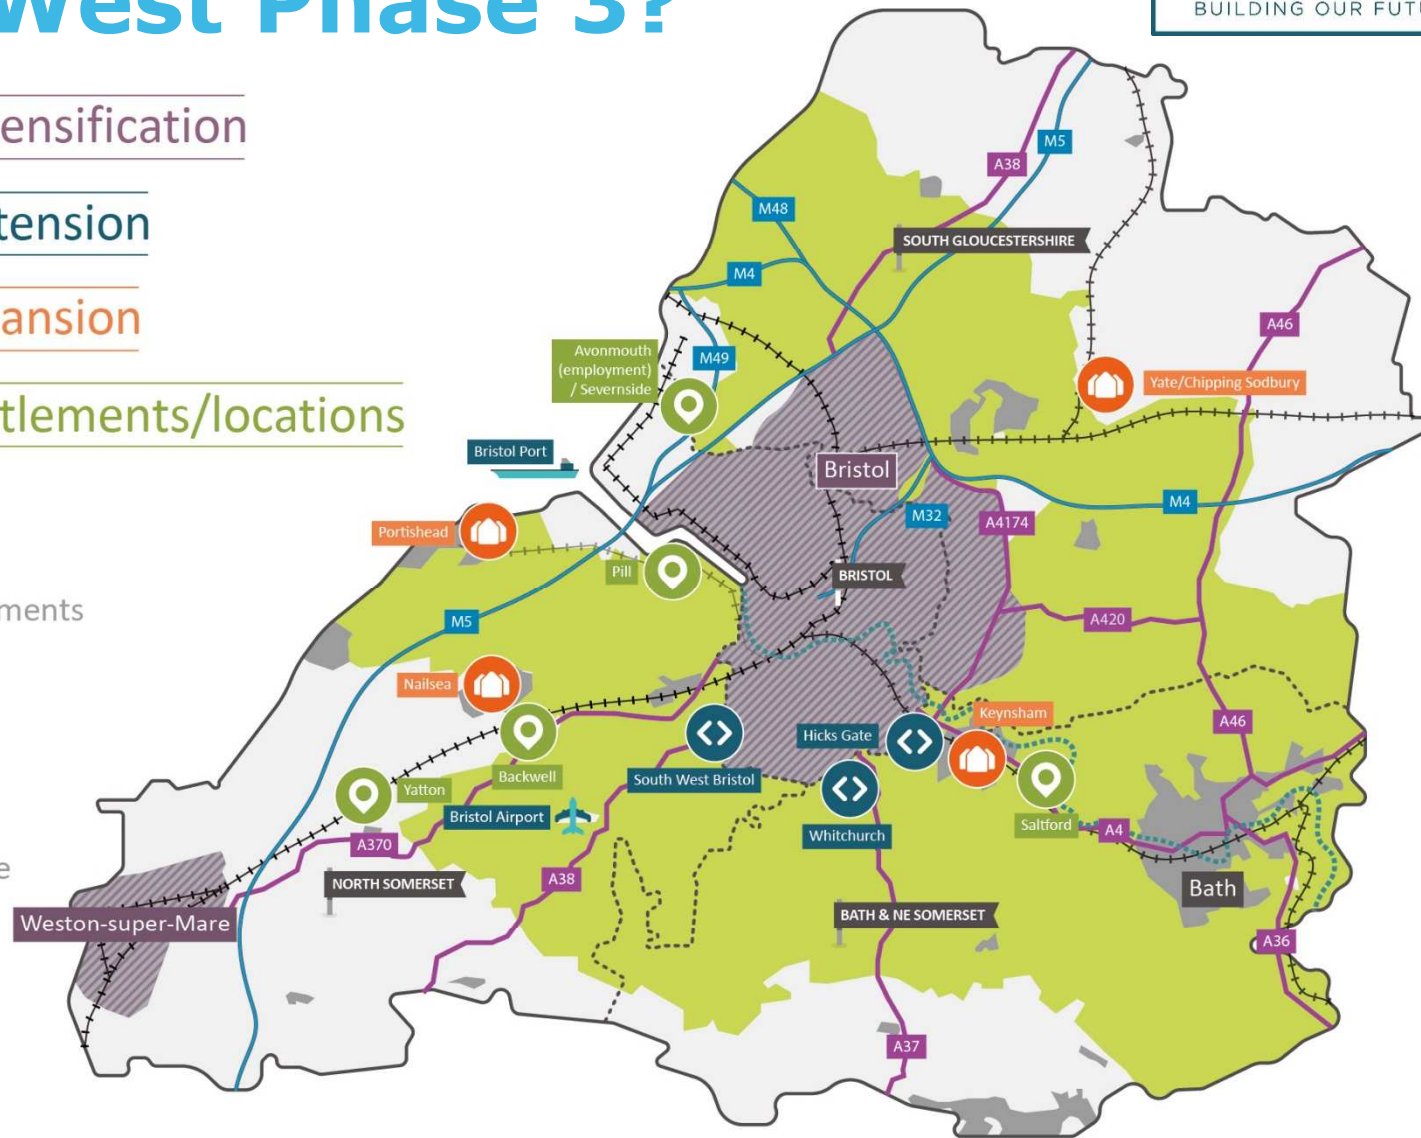 West Phase 3?
BUILDING OUR FUTU
ensification
tension
ansion
tlements/locations
ments
e
M5
A38
M48
SOUTH GLOUCESTERSHIRE
M4
A46
Avonmouth
(employment)
/ Severnside
M49
Yate/Chipping Sodbury
Bristol Port
Bristol
M4
M32
A4174
Portishead
Pill
BRISTOL
M5
A420
Nailsea
Keynsham
Hicks Gate
A46
Backwell
South West Bristol
Yatton
Bristol Airport
Whitchurch
Saltford
A4
A370
NORTH SOMERSET
A38
Bath
Weston-super-Mare
BATH & NE SOMERSET
A36
A37